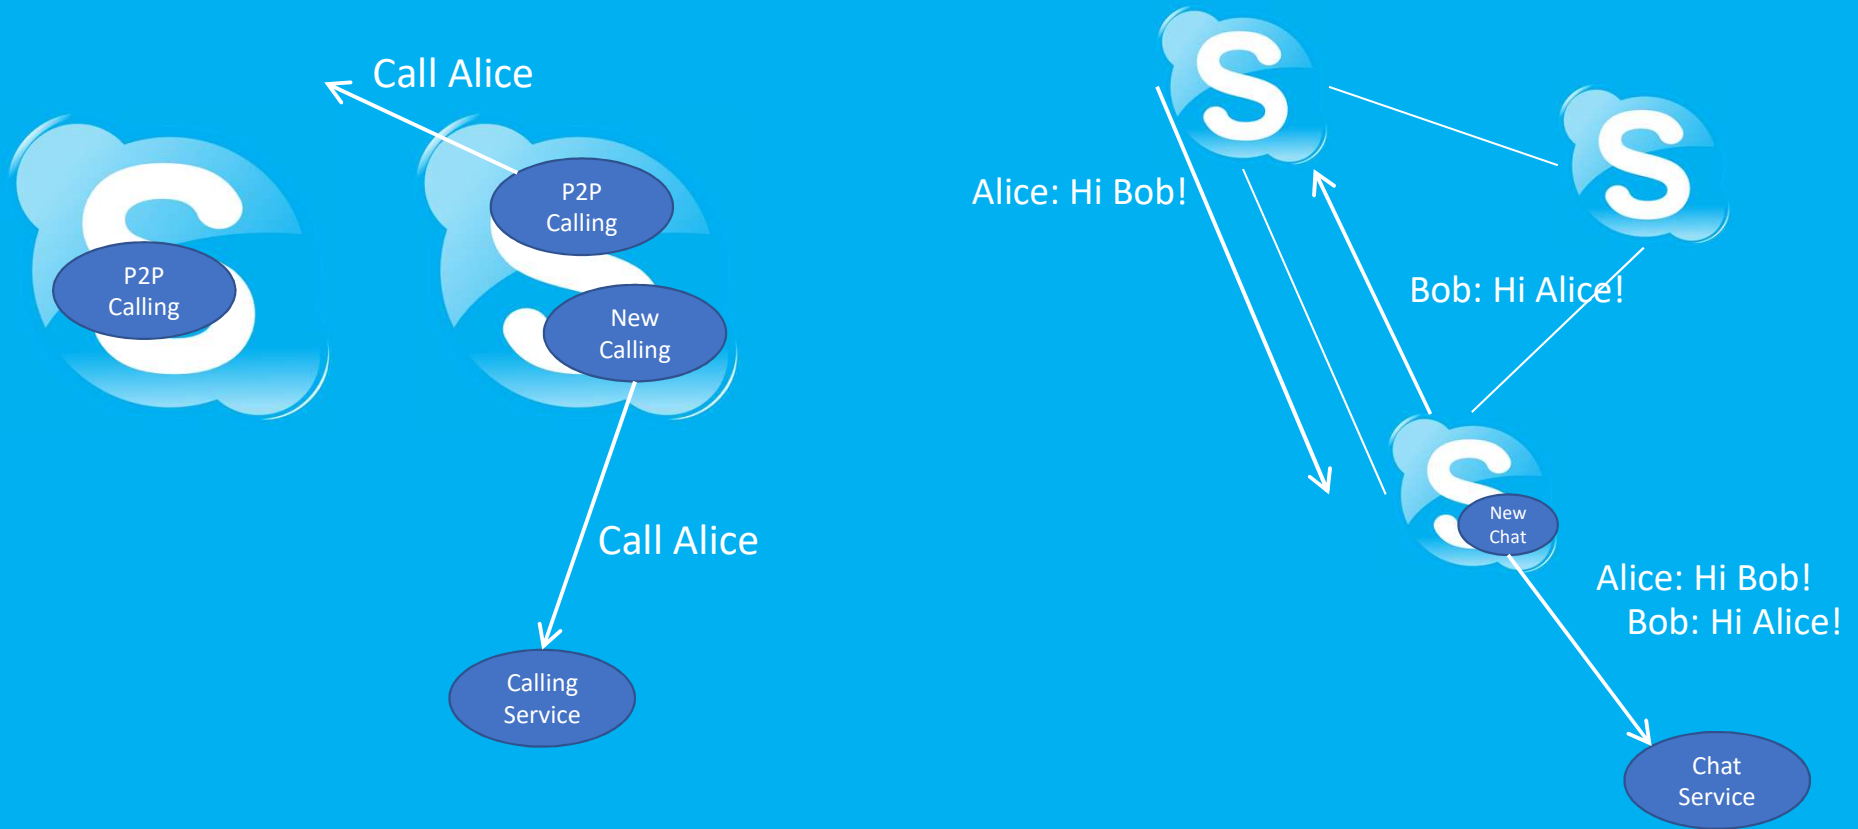 Call Alice
P2P
Calling
P2P
Calling
New
Calling
Call Alice
Calling
Service
S
S
S
S
S
Alice: Hi Bob!
Bob: Hi Alice!
New
Chat
Alice: Hi Bob!
Bob: Hi Alice!
Chat
Service